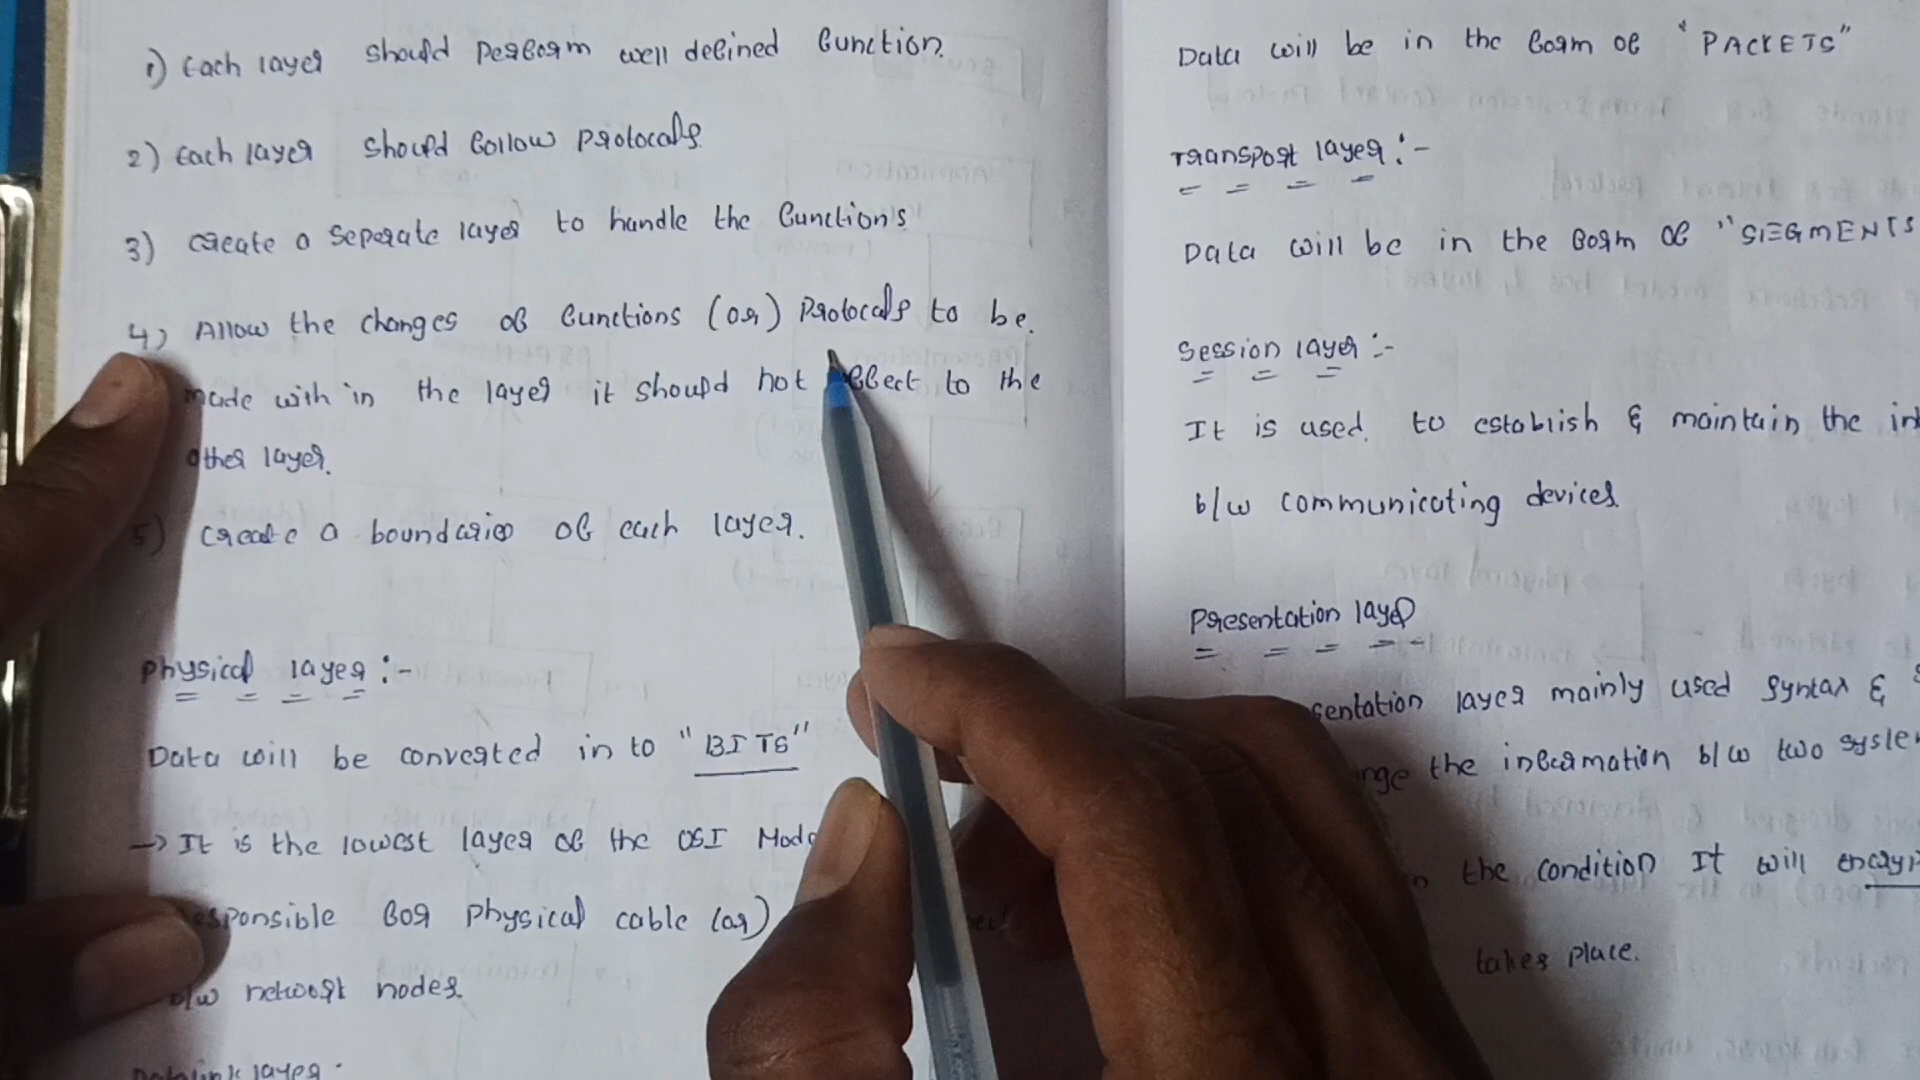 1) Each layer should perform well defined function.
2) Each layer should follow protocals.
3) create a separate layer to handle the functions.
4) Allow the changes of functions (or) protocals to be.
made with in the layer it should not effect to the
other layer.
5) create a boundaries of each layer.
Physical layer :-
Data will be converted in to "BITS"
→ It is the lowest layer of the OSI
responsible for physical cable (or)
b/w network nodes.
Datalink layer :
Data will be in the form of "PACKETS"
Transport layer :-
Data will be in the form of "SEGMENTS
Session layer :-
It is used. to establish & maintain the
b/w communicating devices.
Presentation layer
sentation layer mainly used syntax &
nge the information b/w two
the condition It will
takes place.